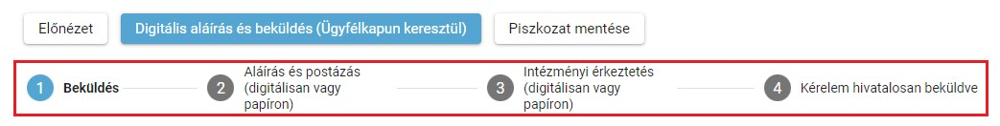 Előnézet
Digitális aláírás és beküldés (Ügyfélkapun keresztül)
Piszkozat mentése
1 Beküldés
2 Aláírás és postázás
(digitálisan vagy
papíron)
3 Intézményi érkeztetés
(digitálisan vagy
papíron)
4 Kérelem hivatalosan beküldve